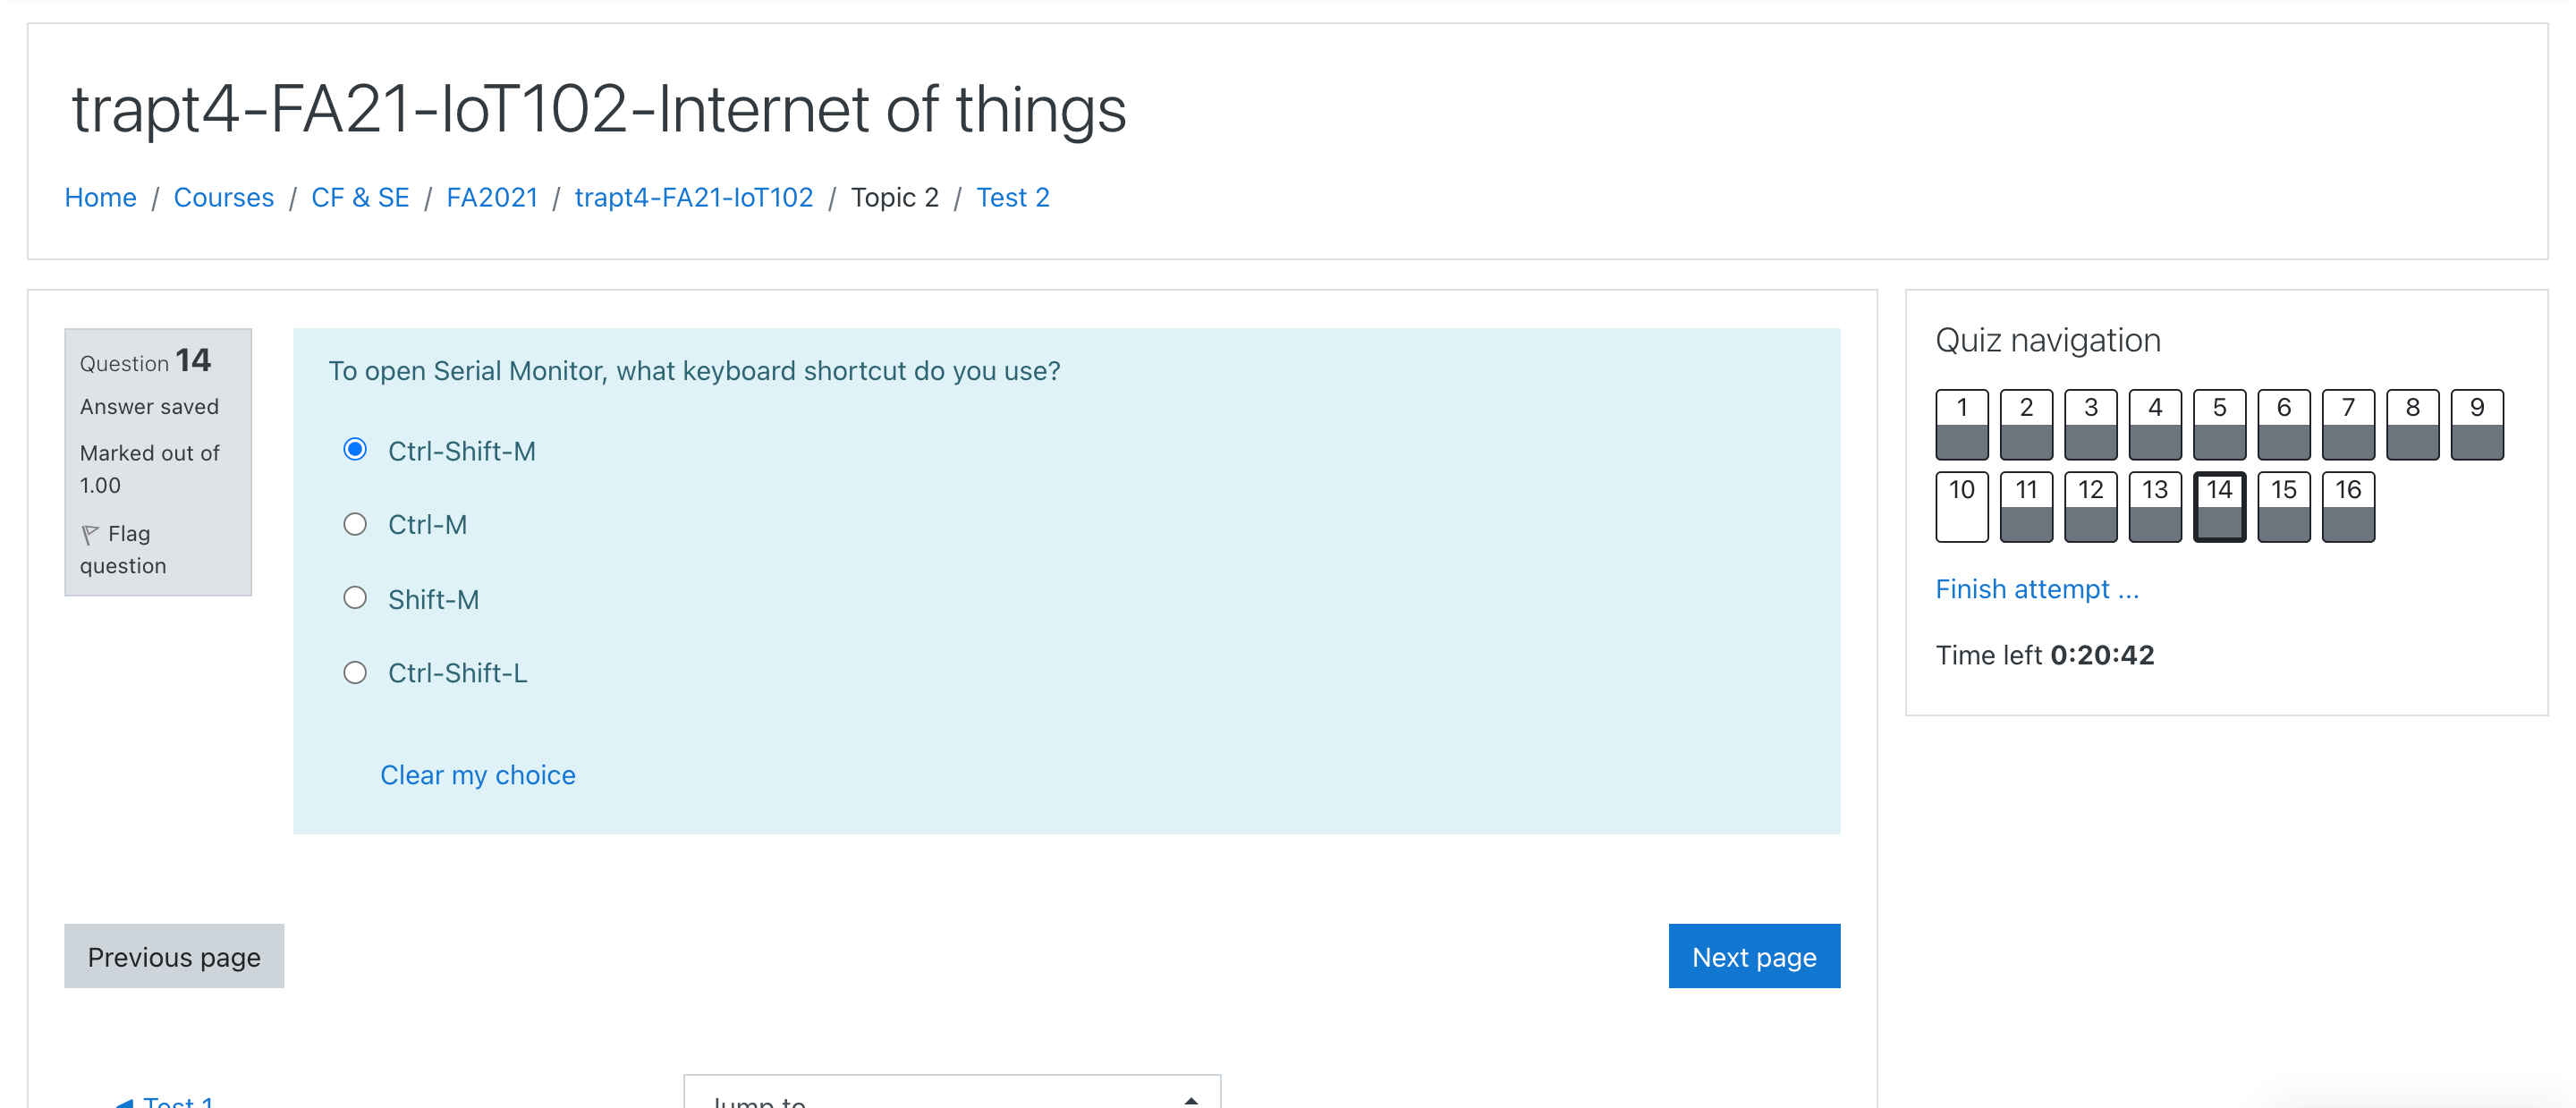 trapt4-FA21-IoT102-Internet of things
Home / Courses / CF & SE / FA2021 / trapt4-FA21-IoT102 / Topic 2 / Test 2
Question 14
Answer saved
Marked out of
1.00
Flag
question
To open Serial Monitor, what keyboard shortcut do you use?
Ctrl-Shift-M
Ctrl-M
Shift-M
Ctrl-Shift-L
Clear my choice
Previous page
Next page
◄ Test 1
Jump to
Quiz navigation
1 2 3 4 5 6 7 8 9
10 11 12 13 14 15 16
Finish attempt ...
Time left 0:20:42